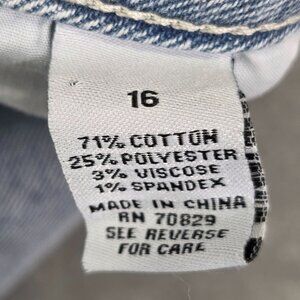 16
71% COTTON
25% POLYESTER
3% VISCOSE
1% SPANDEX
MADE IN CHINA
RN 70829
SEE REVERSE
FOR CARE